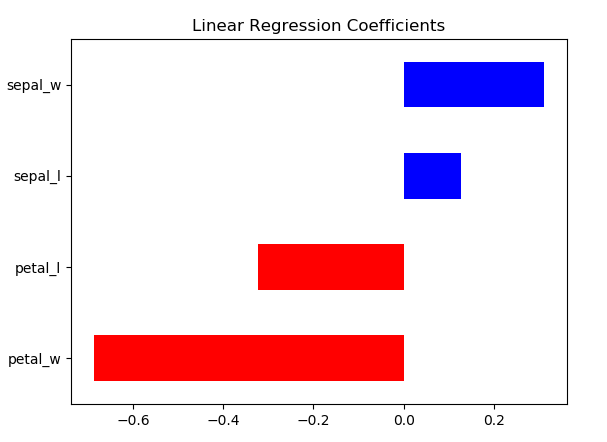 Linear Regression Coefficients
sepal_w
sepal_l
petal_l
petal_w
−0.6 −0.4 −0.2 0.0 0.2